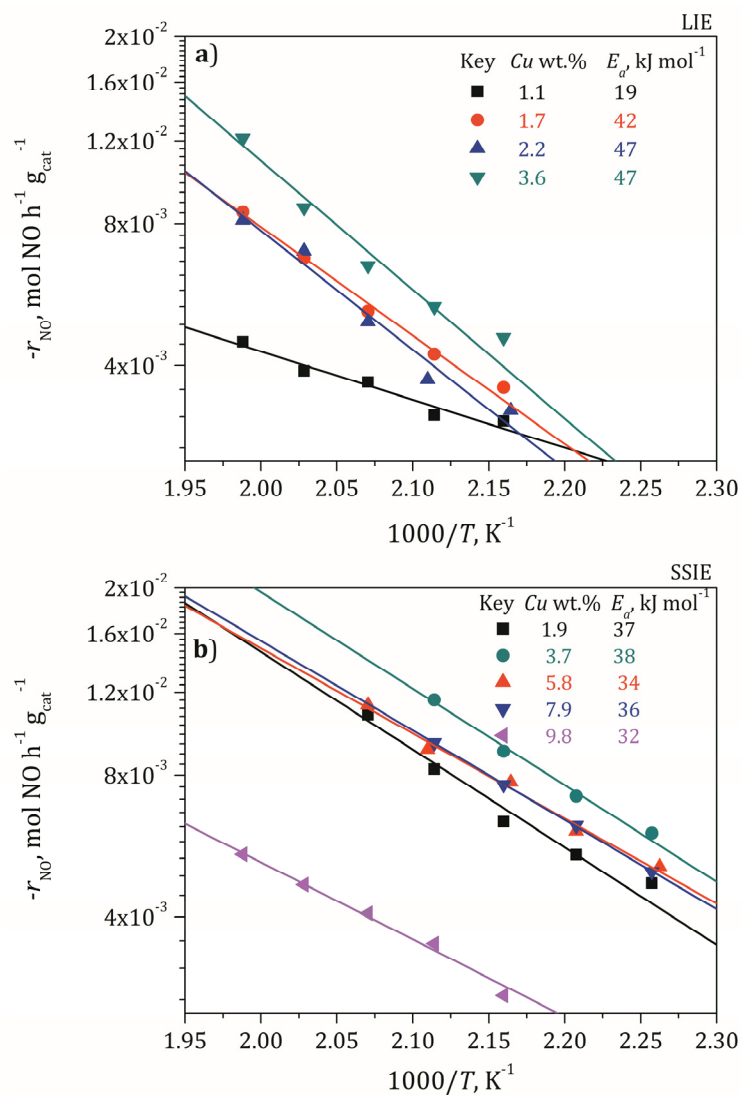 LIE
a)
Key Cu wt.% Eₐ, kJ mol⁻¹
1.1 19
1.7 42
2.2 47
3.6 47
2x10⁻²
1.6x10⁻²
1.2x10⁻²
8x10⁻³
4x10⁻³
-r_NO, mol NO h⁻¹ g_cat⁻¹
1.95 2.00 2.05 2.10 2.15 2.20 2.25 2.30
1000/T, K⁻¹
SSIE
b)
Key Cu wt.% Eₐ, kJ mol⁻¹
1.9 37
3.7 38
5.8 34
7.9 36
9.8 32
2x10⁻²
1.6x10⁻²
1.2x10⁻²
8x10⁻³
4x10⁻³
-r_NO, mol NO h⁻¹ g_cat⁻¹
1.95 2.00 2.05 2.10 2.15 2.20 2.25 2.30
1000/T, K⁻¹